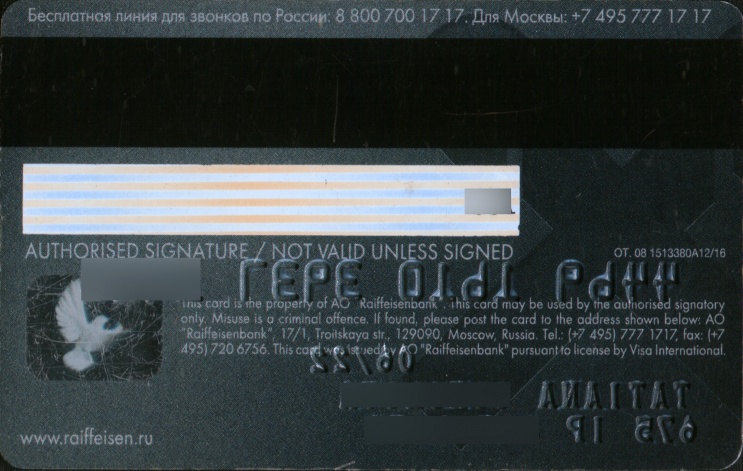 Бесплатная линия для звонков по России: 8 800 700 17 17. Для Москвы: +7 495 777 17 17
AUTHORISED SIGNATURE / NOT VALID UNLESS SIGNED
OT. 08 1513380A12/16
This card is the property of AO "Raiffeisenbank". This card may be used by the authorised signatory
only. Misuse is a criminal offence. If found, please post the card to the address shown below: AO
"Raiffeisenbank", 17/1, Troitskaya str., 129090, Moscow, Russia. Tel.: (+7 495) 777 1717, fax: (+7
495) 720 6756. This card was issued by AO "Raiffeisenbank" pursuant to license by Visa International.
TATIANA
www.raiffeisen.ru